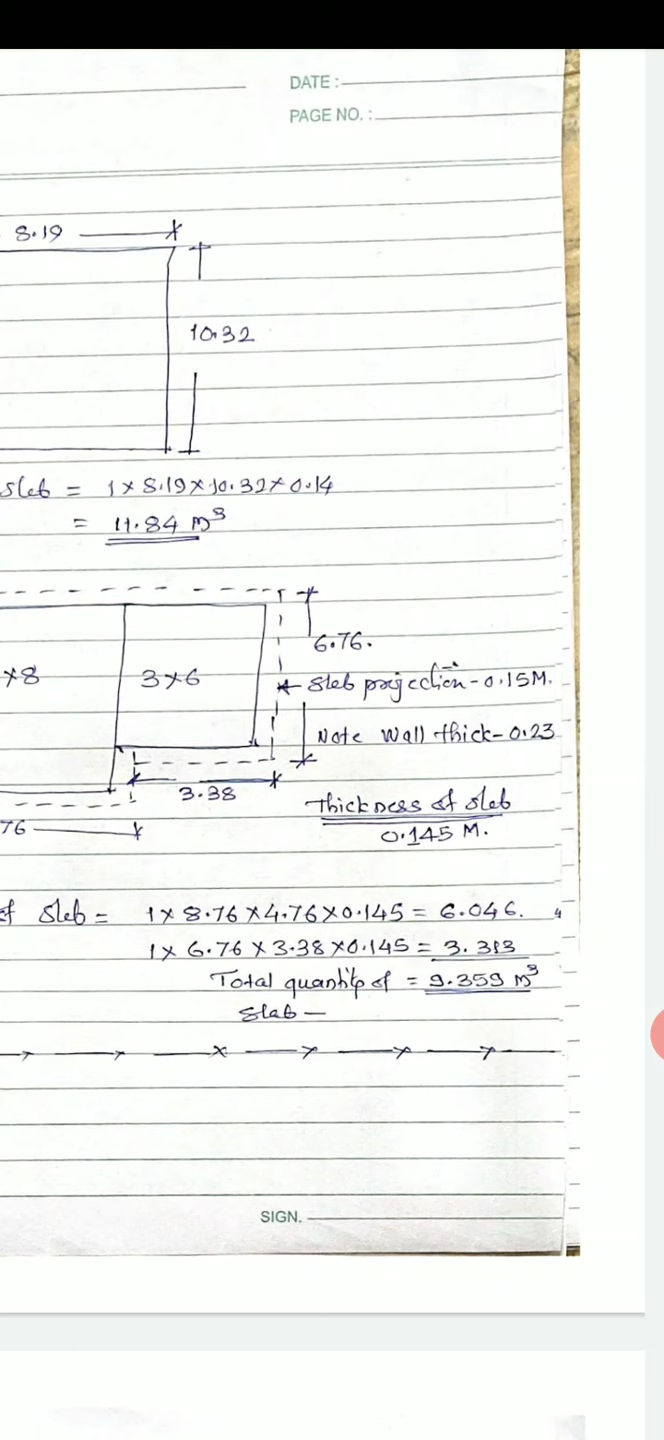 DATE :
PAGE NO. :
8.19
10.32
Slab = 1 × 8.19 × 10.32 × 0.14
= 11.84 M³
6.76.
×8
3×6
Slab projection - 0.15M.
Note Wall thick - 0.23
3.38
Thickness of slab
76
0.145 M.
of Slab = 1 × 8.76 × 4.76 × 0.145 = 6.046.
1 × 6.76 × 3.38 × 0.145 = 3.313
Total quantity of = 9.359 M³
Slab —
SIGN.